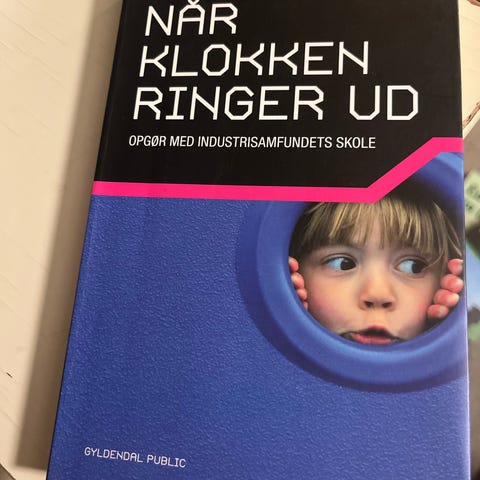 NÅR
KLOKKEN
RINGER UD
OPGØR MED INDUSTRISAMFUNDETS SKOLE
GYLDENDAL PUBLIC